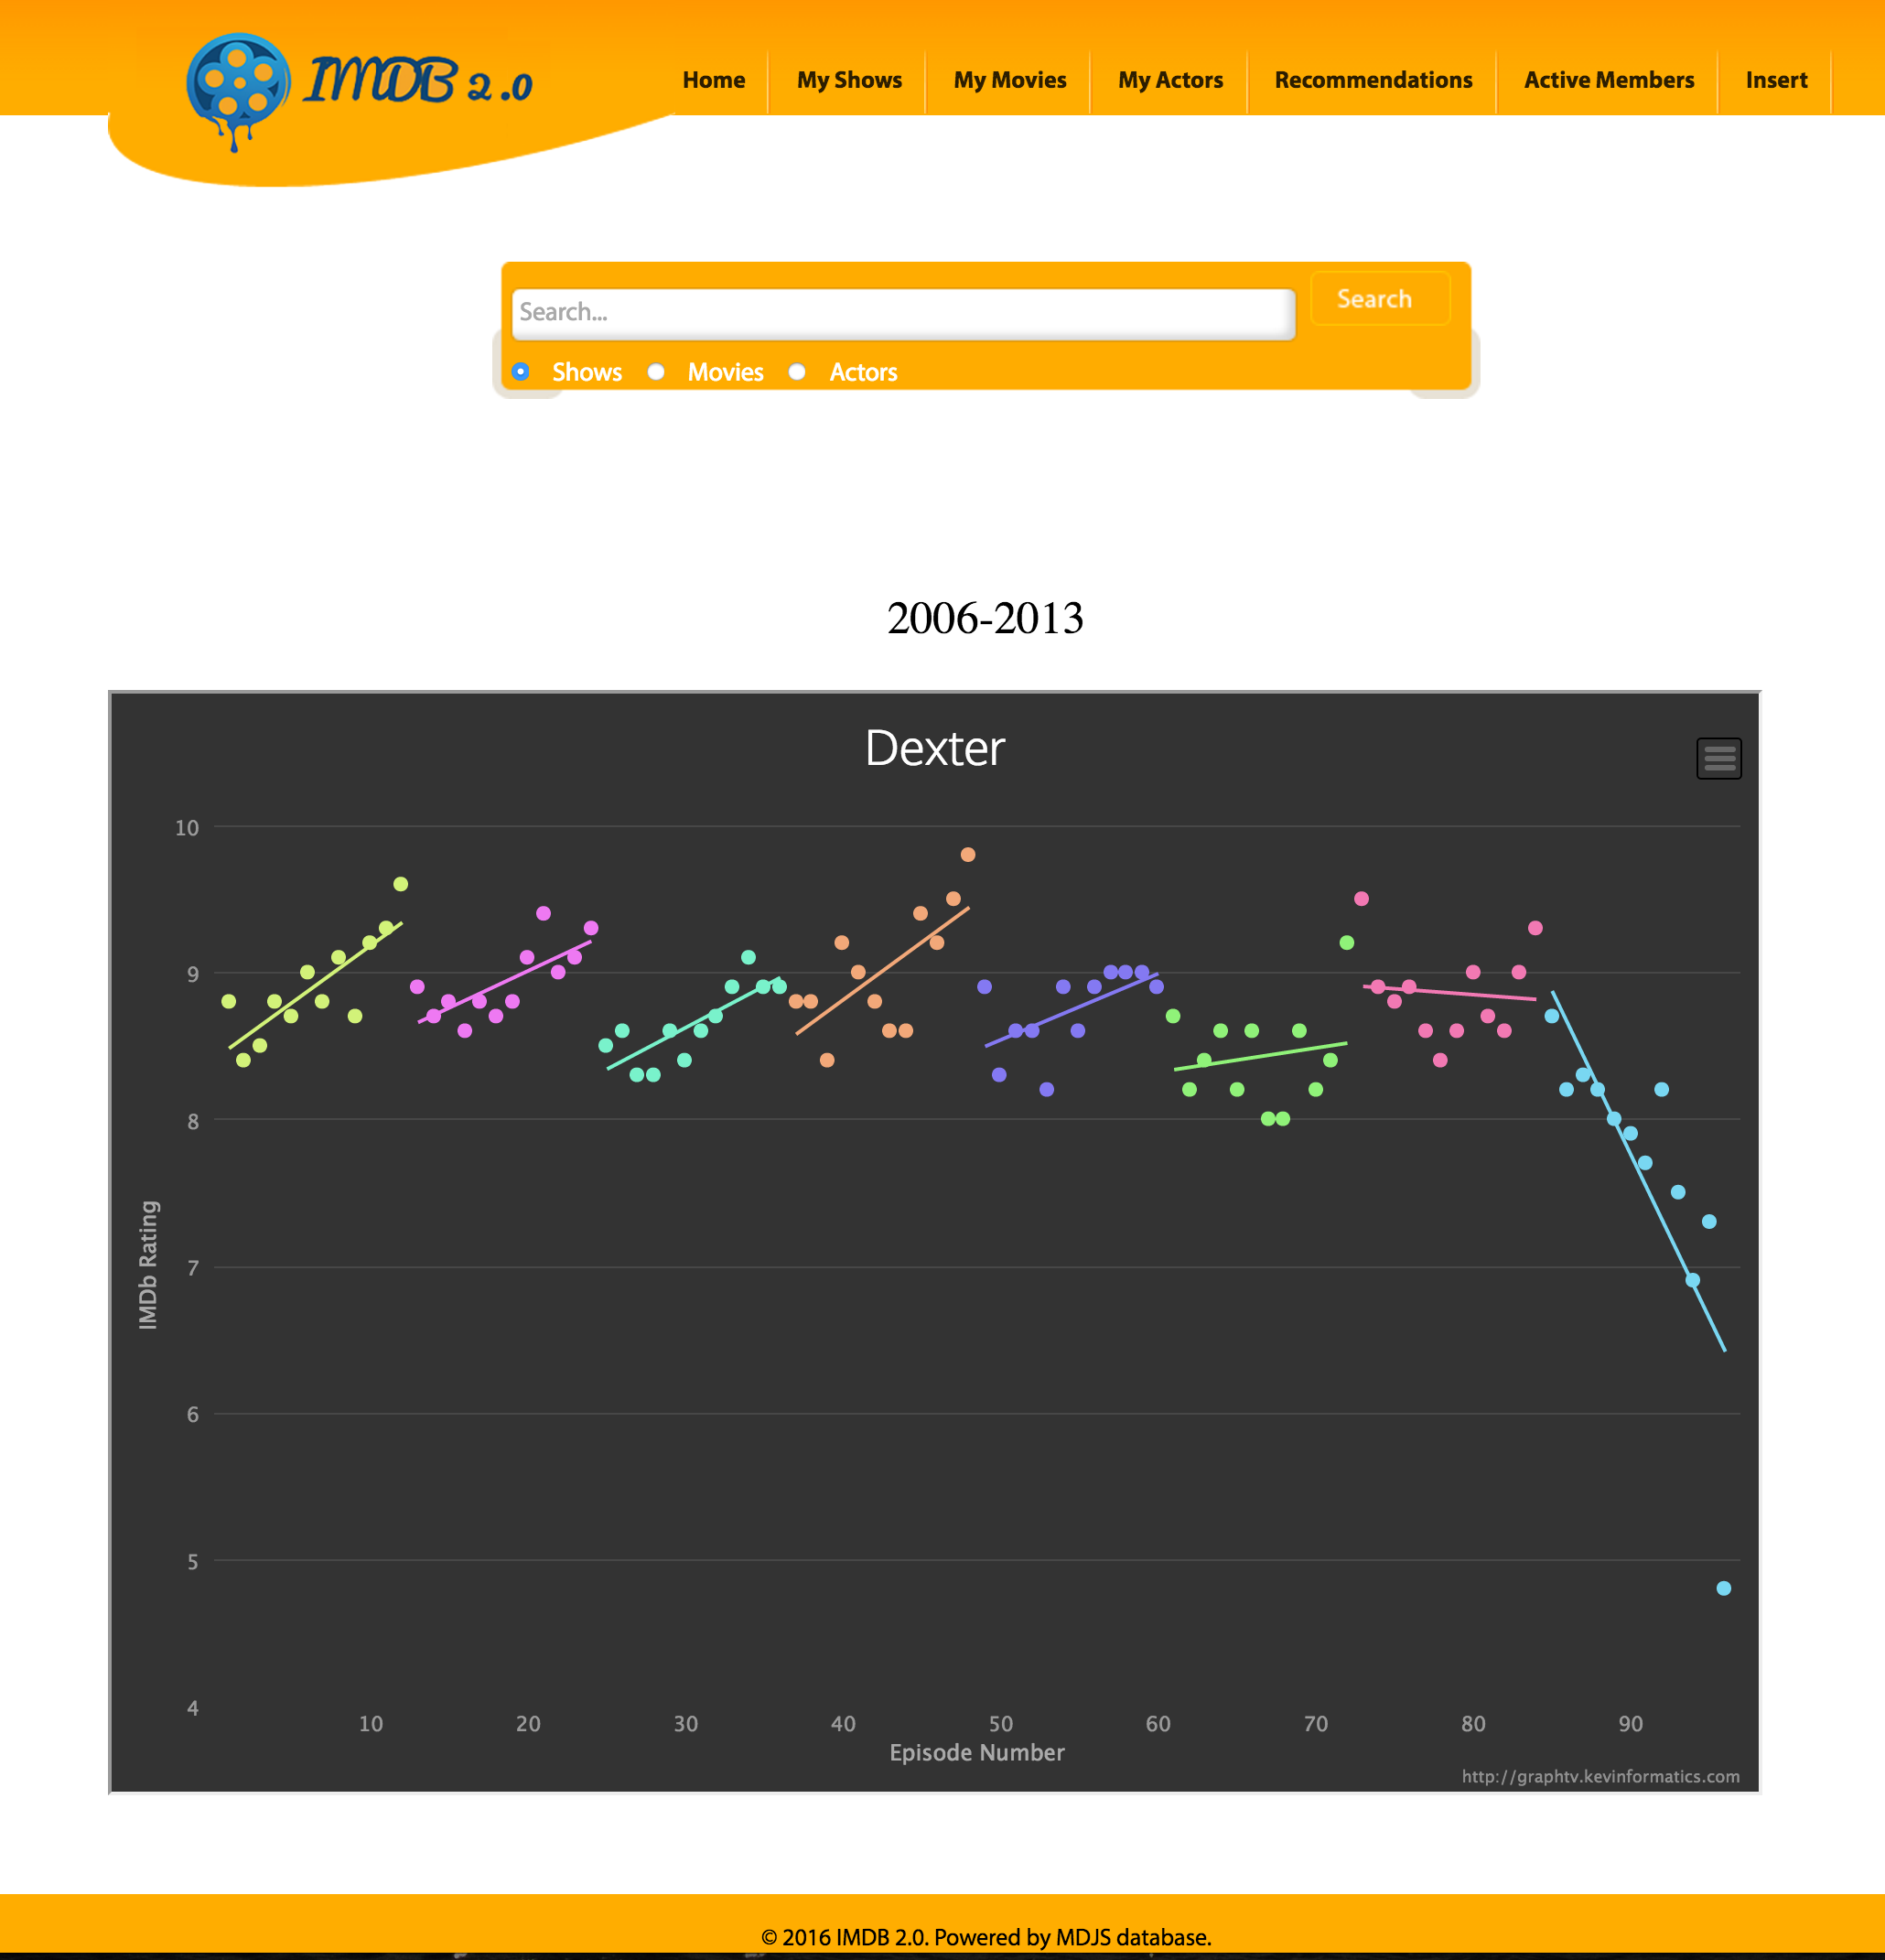 IMDB 2.0
Home My Shows My Movies My Actors Recommendations Active Members Insert
Search...
Search
Shows Movies Actors
2006-2013
Dexter
10
9
8
7
6
5
4
IMDb Rating
10 20 30 40 50 60 70 80 90
Episode Number
http://graphtv.kevinformatics.com
© 2016 IMDB 2.0. Powered by MDJS database.